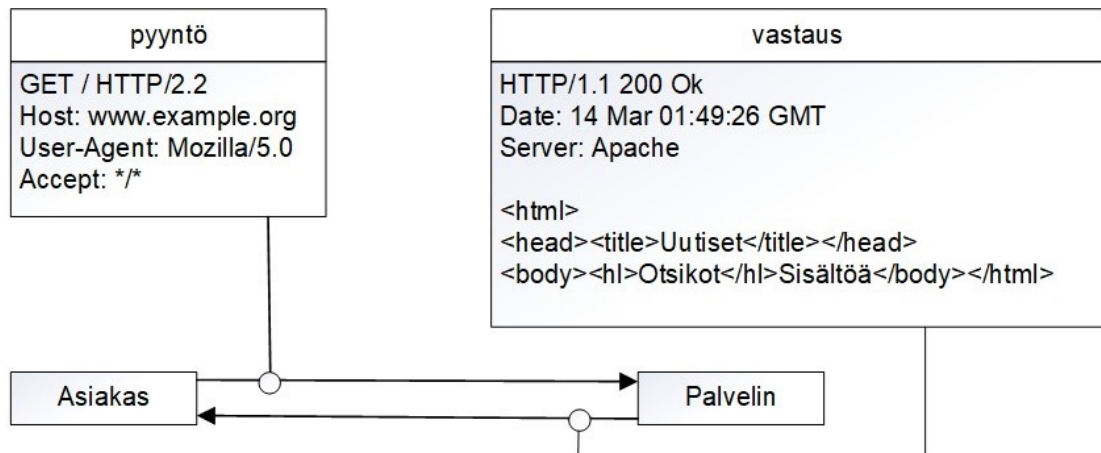 pyyntö
GET / HTTP/2.2
Host: www.example.org
User-Agent: Mozilla/5.0
Accept: */*
vastaus
HTTP/1.1 200 Ok
Date: 14 Mar 01:49:26 GMT
Server: Apache
<html>
<head><title>Uutiset</title></head>
<body><hl>Otsikot</hl>Sisältöä</body></html>
Asiakas
Palvelin